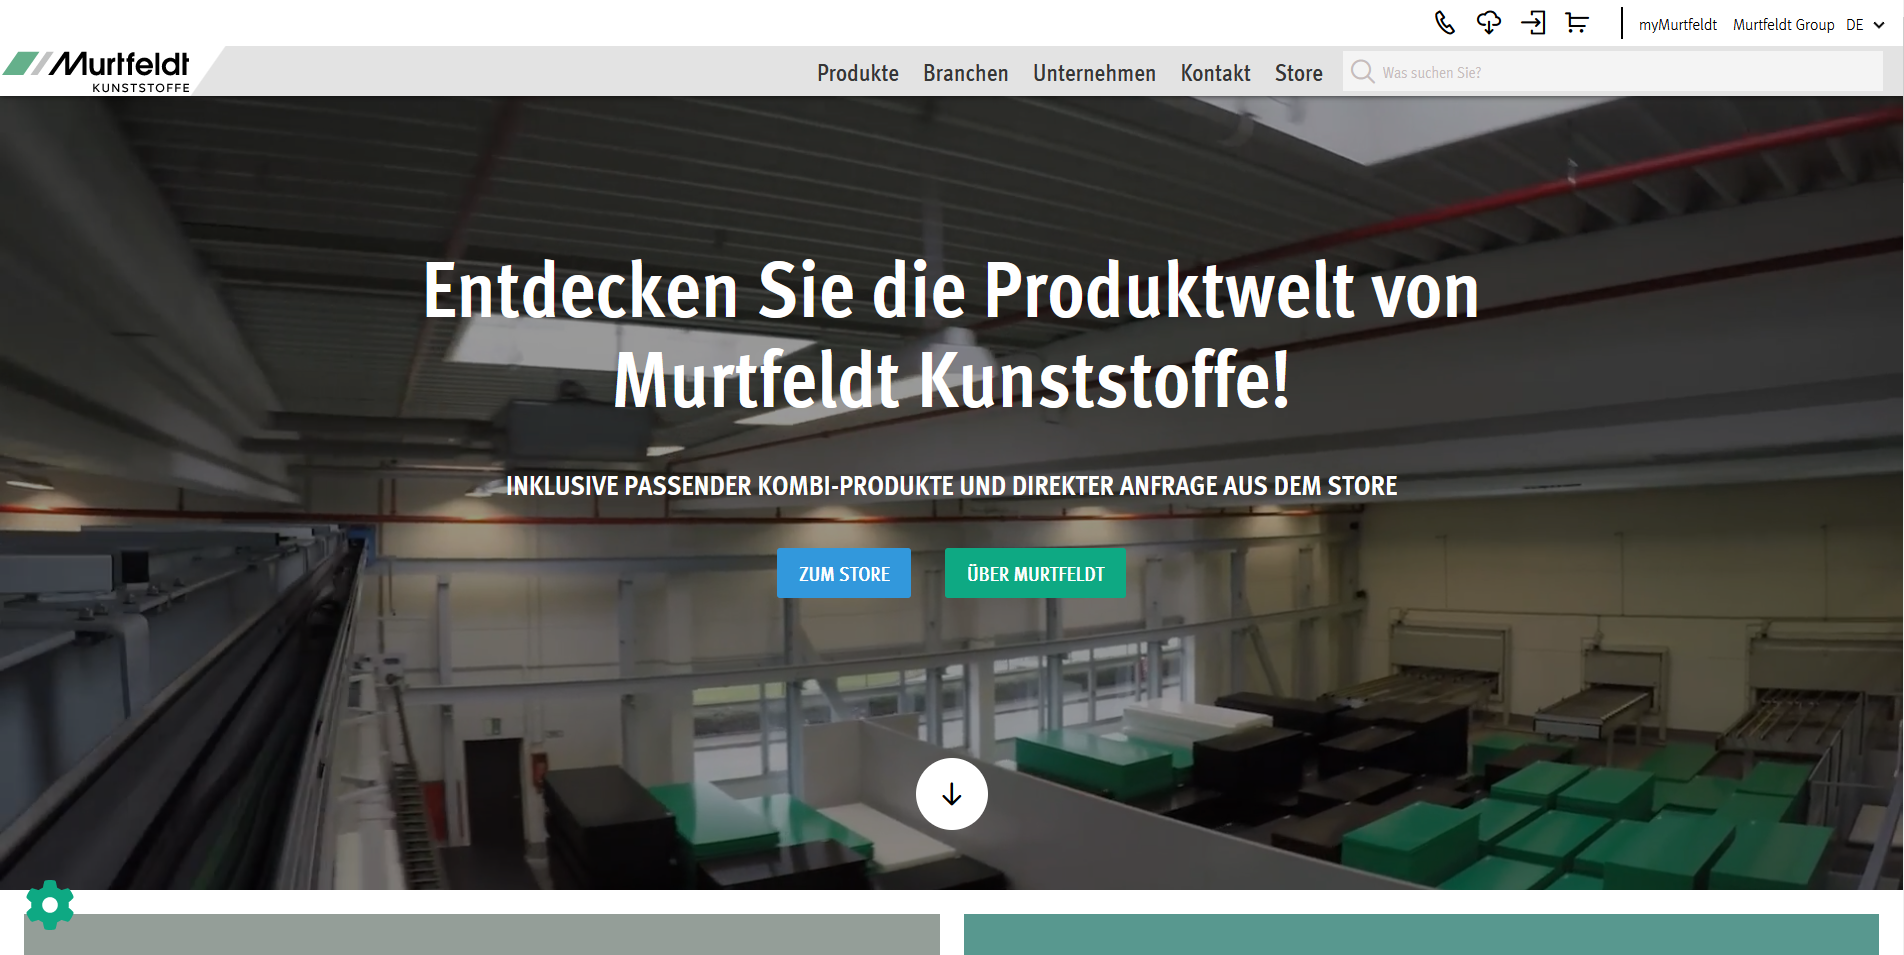 myMurtfeldt Murtfeldt Group DE
Murtfeldt
KUNSTSTOFFE
Produkte Branchen Unternehmen Kontakt Store Was suchen Sie?
Entdecken Sie die Produktwelt von
Murtfeldt Kunststoffe!
INKLUSIVE PASSENDER KOMBI-PRODUKTE UND DIREKTER ANFRAGE AUS DEM STORE
ZUM STORE ÜBER MURTFELDT